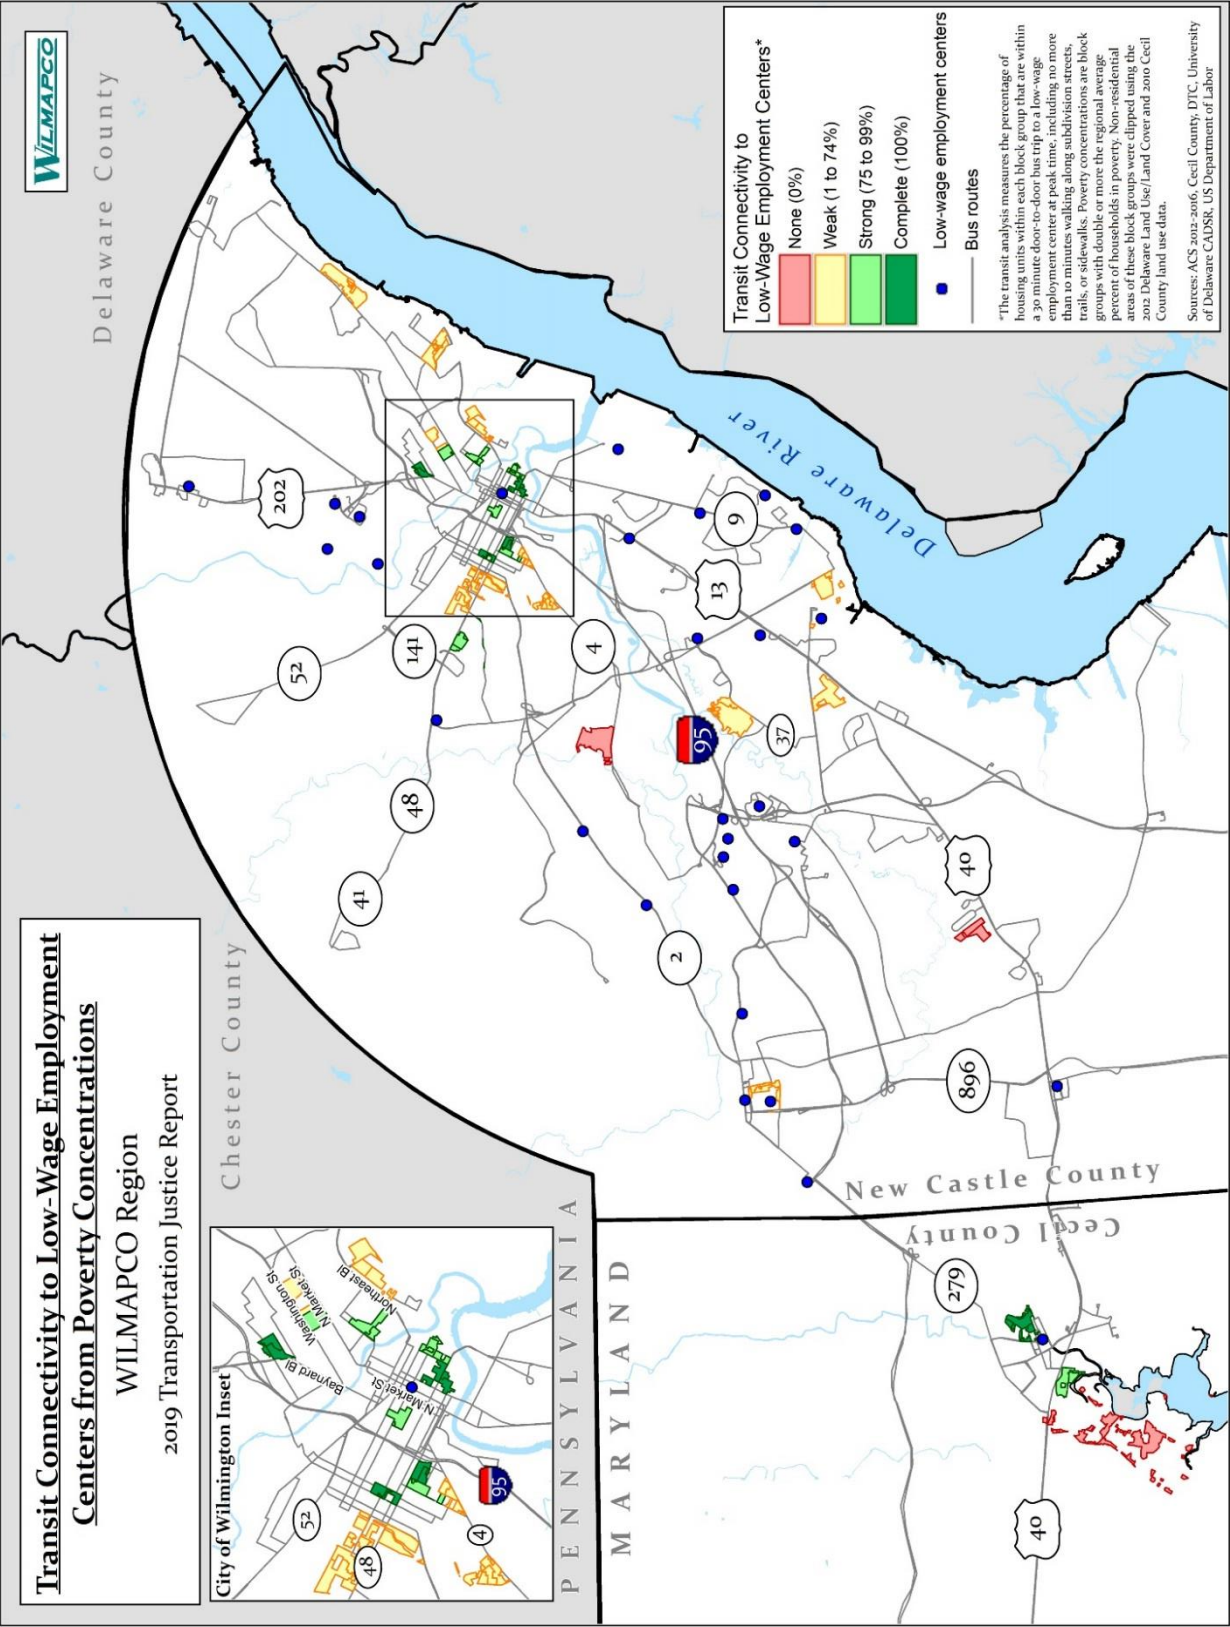 Transit Connectivity to Low-Wage Employment
Centers from Poverty Concentrations
WILMAPCO Region
2019 Transportation Justice Report
WILMAPCO
Delaware County
Chester County
City of Wilmington Inset
Washington St
N Market St
Northeast Bl
Baynard Bl
N Market St
52
48
4
95
PENNSYLVANIA
MARYLAND
New Castle County
Cecil County
Delaware River
202
52
141
48
41
4
2
95
37
13
9
40
896
279
40
Transit Connectivity to
Low-Wage Employment Centers*
None (0%)
Weak (1 to 74%)
Strong (75 to 99%)
Complete (100%)
Low-wage employment centers
Bus routes
*The transit analysis measures the percentage of
housing units within each block group that are within
a 30 minute door-to-door bus trip to a low-wage
employment center at peak time, including no more
than 10 minutes walking along subdivision streets,
trails, or sidewalks. Poverty concentrations are block
groups with double or more the regional average
percent of households in poverty. Non-residential
areas of these block groups were clipped using the
2012 Delaware Land Use/Land Cover and 2010 Cecil
County land use data.
Sources: ACS 2012-2016, Cecil County, DTC, University
of Delaware CADSR, US Department of Labor